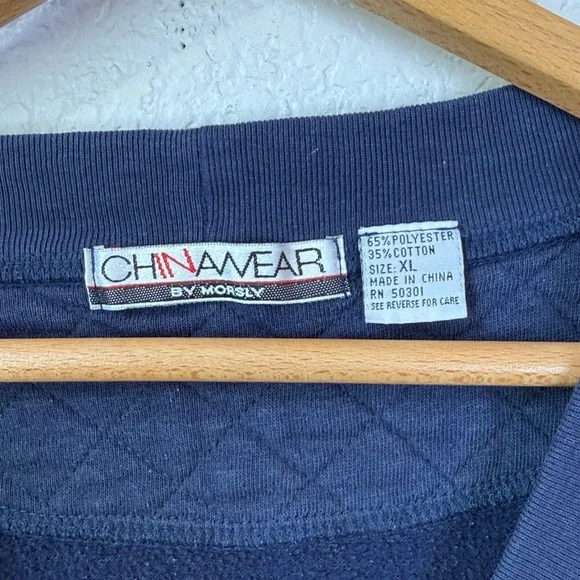 CHINAWEAR
BY MORSLY
65% POLYESTER
35% COTTON
SIZE: XL
MADE IN CHINA
RN 50301
SEE REVERSE FOR CARE